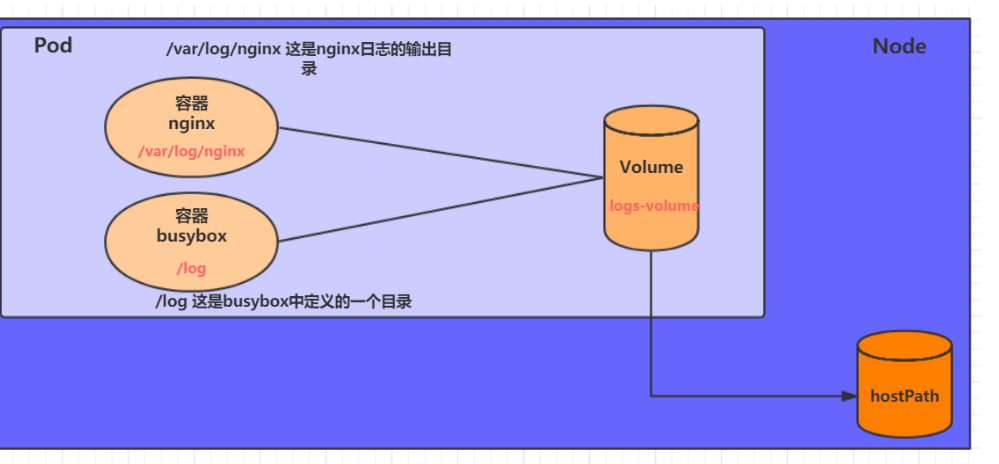 Pod
/var/log/nginx 这是nginx日志的输出目
录
Node
容器
nginx
/var/log/nginx
容器
busybox
/log
/log 这是busybox中定义的一个目录
Volume
logs-volume
hostPath